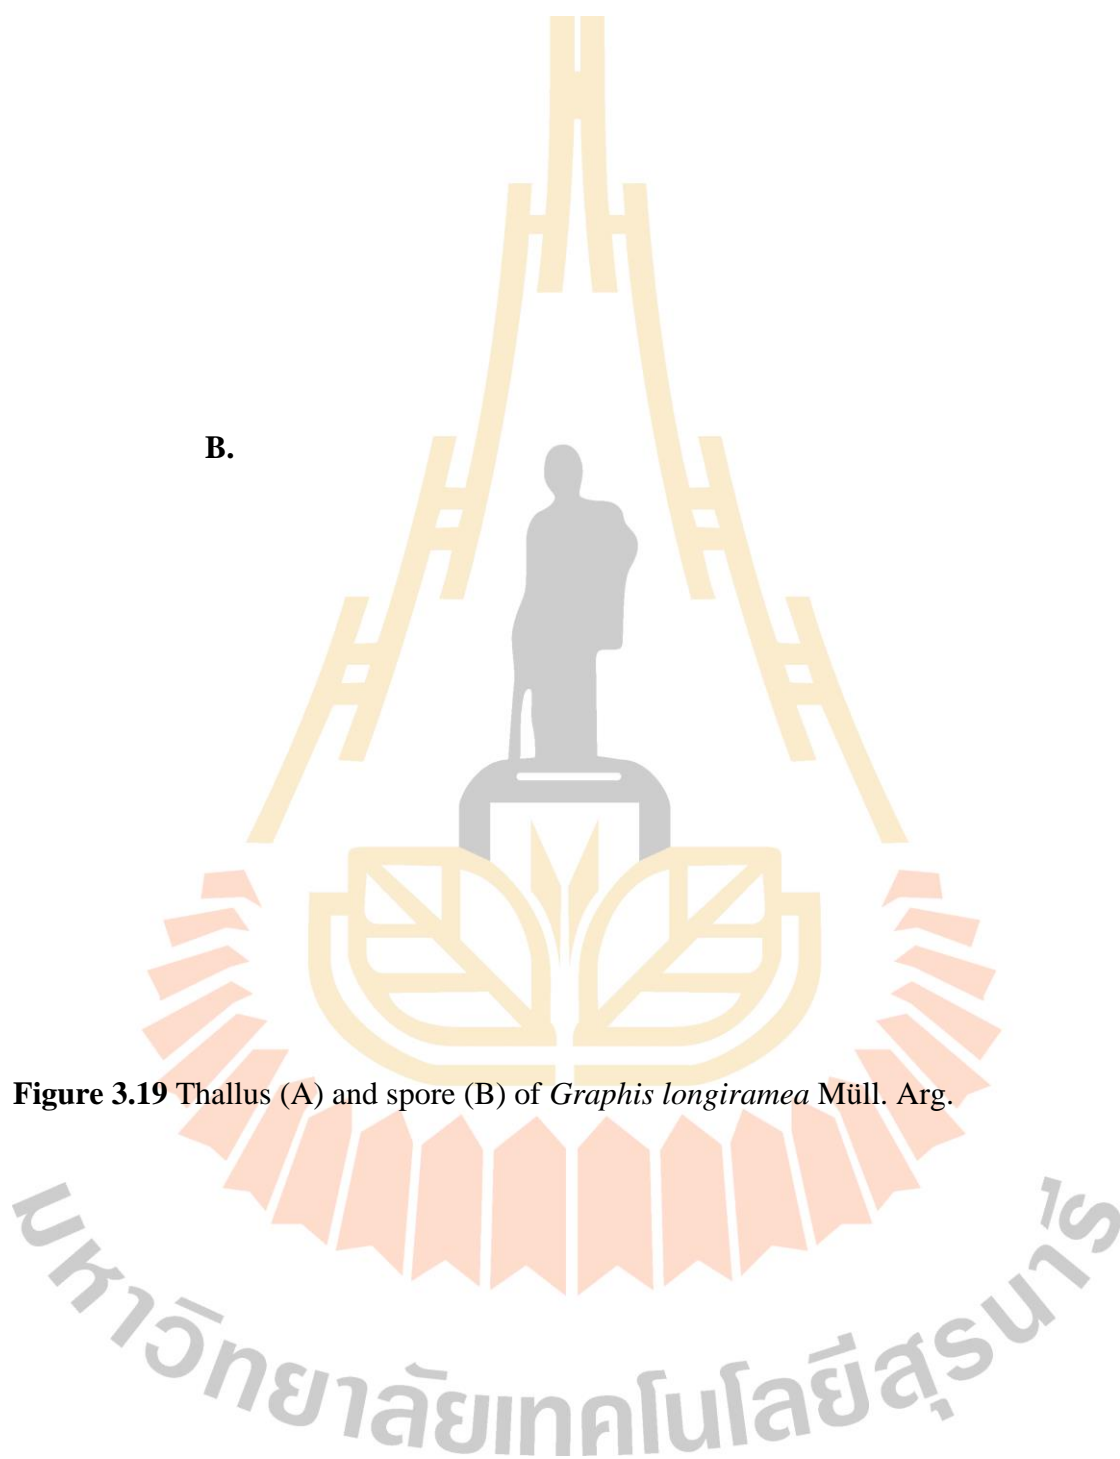 B.
Figure 3.19 Thallus (A) and spore (B) of Graphis longiramea Müll. Arg.
มหาวิทยาลัยเทคโนโลยีสุรนารี